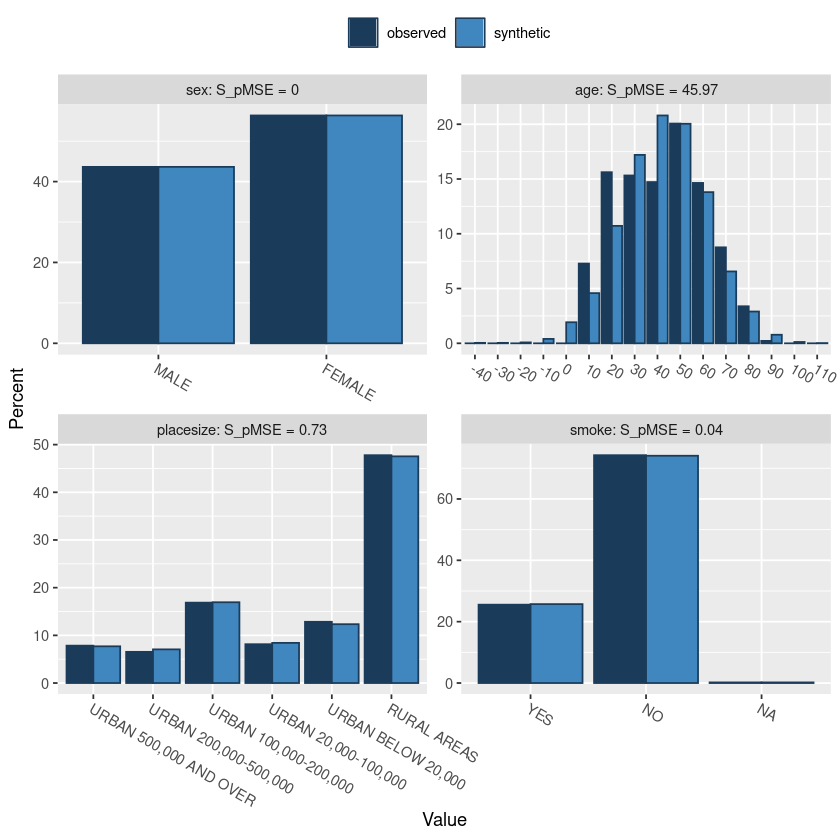 observed synthetic
sex: S_pMSE = 0
age: S_pMSE = 45.97
40
20
0
MALE FEMALE
20
15
10
5
0
-40 -30 -20 -10 0 10 20 30 40 50 60 70 80 90 100 110
Percent
placesize: S_pMSE = 0.73
smoke: S_pMSE = 0.04
50
40
30
20
10
0
URBAN 500,000 AND OVER
URBAN 200,000-500,000
URBAN 100,000-200,000
URBAN 20,000-100,000
URBAN BELOW 20,000
RURAL AREAS
60
40
20
0
YES NO NA
Value